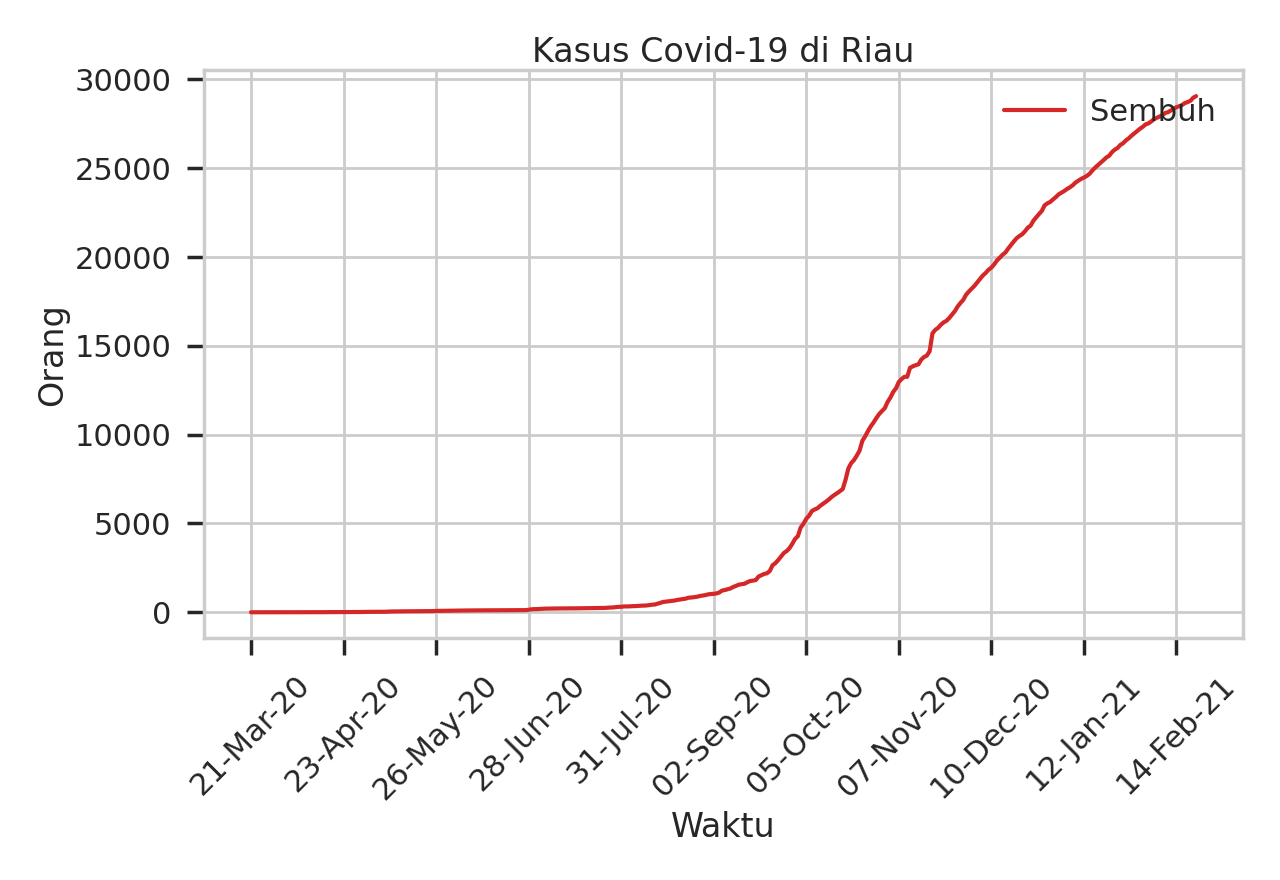 Kasus Covid-19 di Riau
Sembuh
Orang
30000
25000
20000
15000
10000
5000
0
21-Mar-20
23-Apr-20
26-May-20
28-Jun-20
31-Jul-20
02-Sep-20
05-Oct-20
07-Nov-20
10-Dec-20
12-Jan-21
14-Feb-21
Waktu